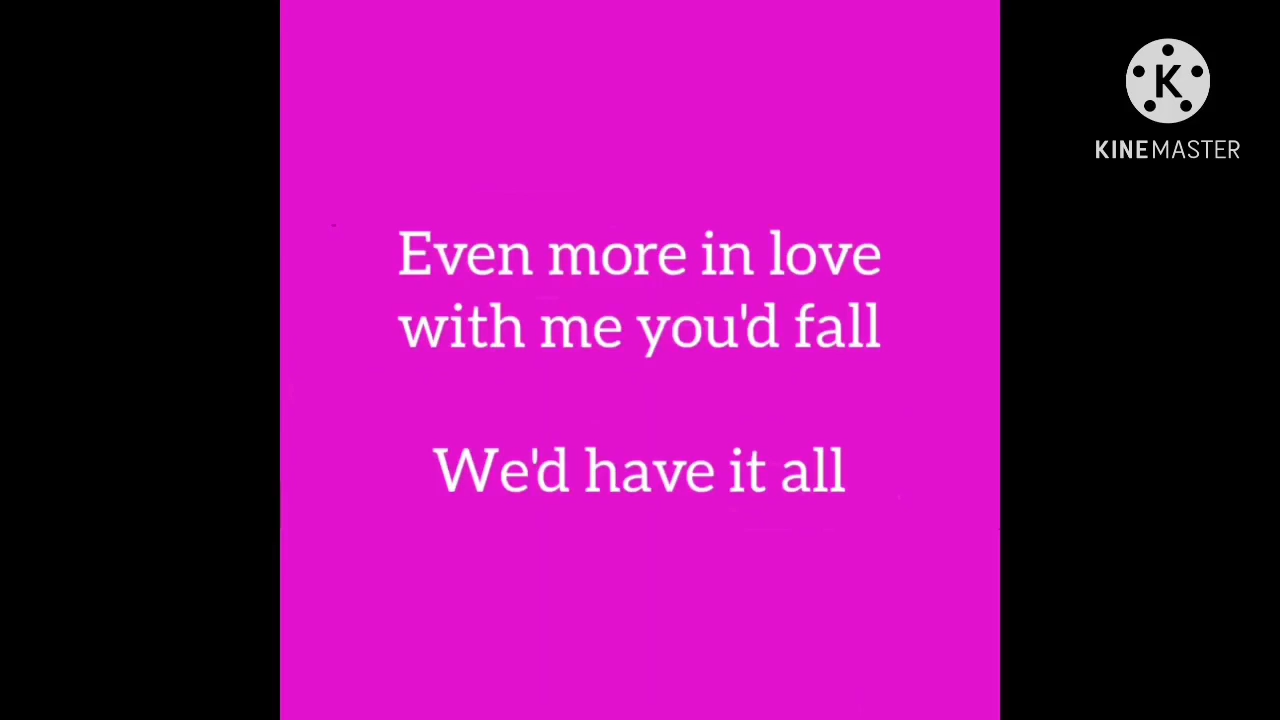 K
KINEMASTER
Even more in love
with me you'd fall
We'd have it all